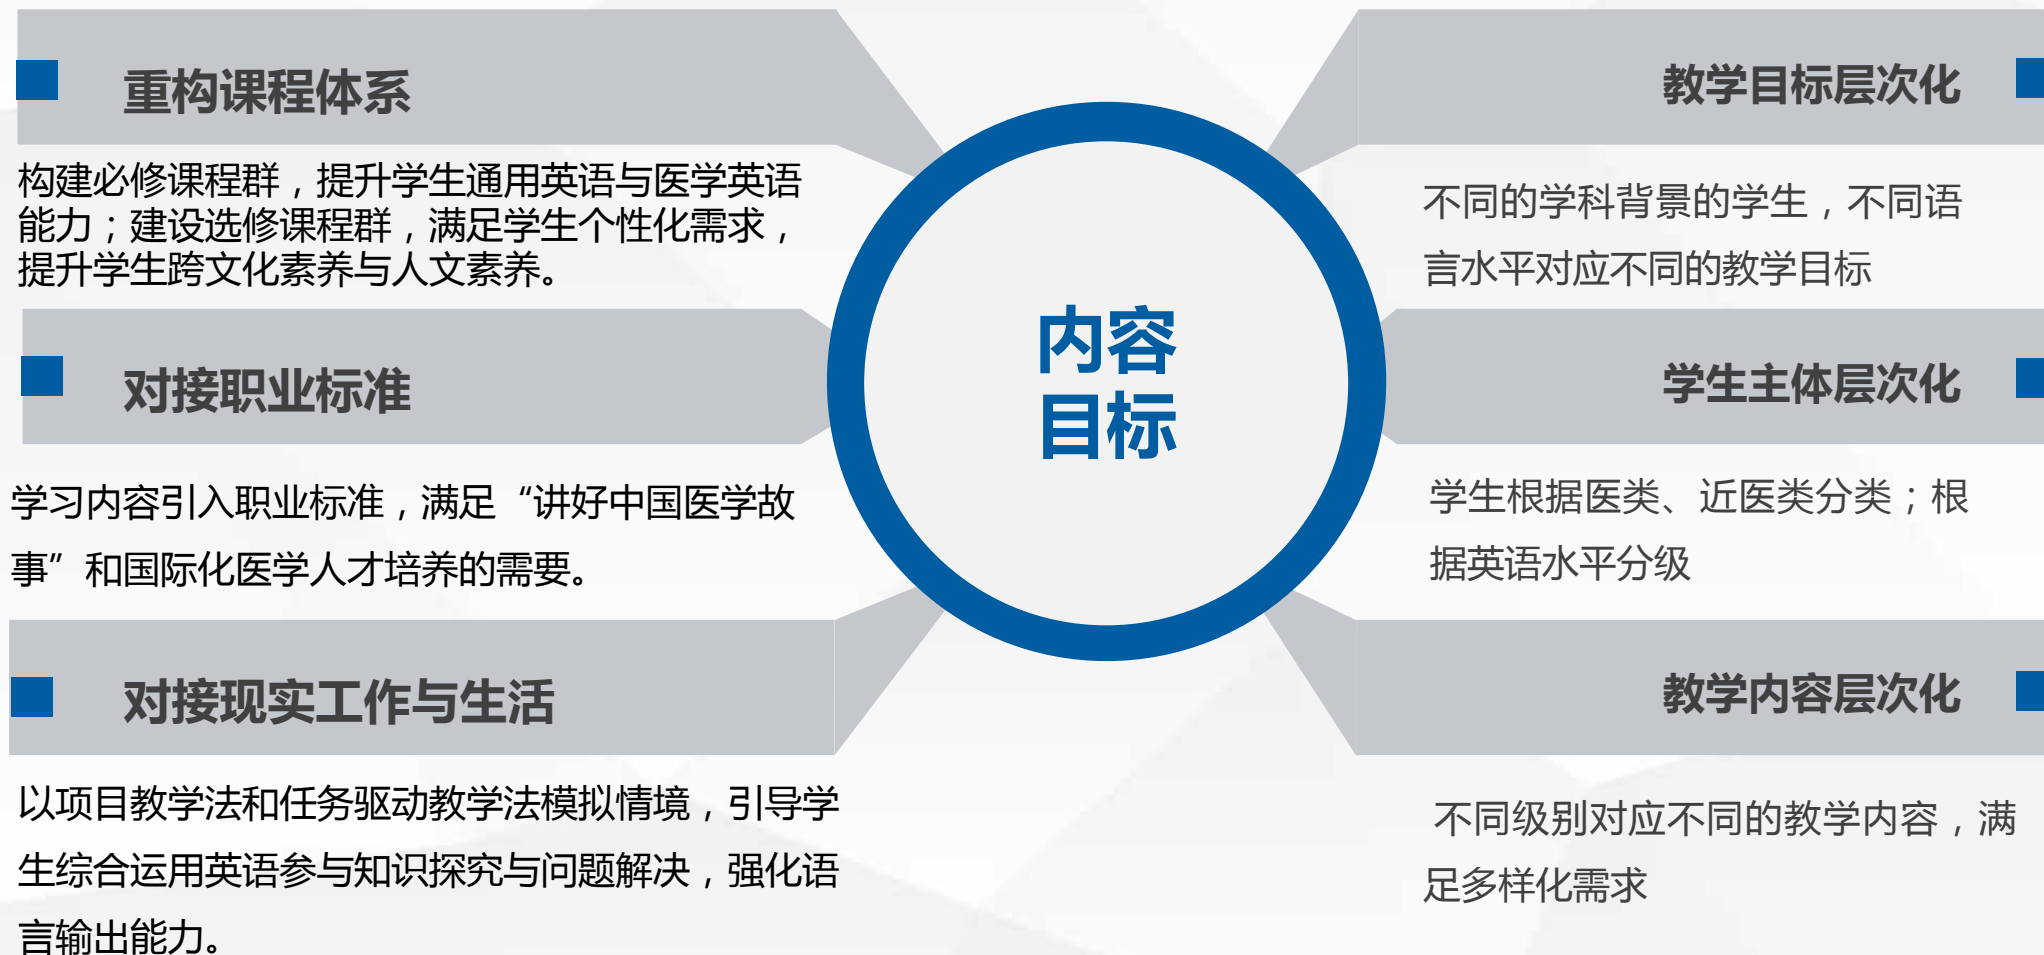 重构课程体系
构建必修课程群，提升学生通用英语与医学英语
能力；建设选修课程群，满足学生个性化需求，
提升学生跨文化素养与人文素养。
对接职业标准
学习内容引入职业标准，满足“讲好中国医学故
事”和国际化医学人才培养的需要。
对接现实工作与生活
以项目教学法和任务驱动教学法模拟情境，引导学
生综合运用英语参与知识探究与问题解决，强化语
言输出能力。
内容
目标
教学目标层次化
不同的学科背景的学生，不同语
言水平对应不同的教学目标
学生主体层次化
学生根据医类、近医类分类；根
据英语水平分级
教学内容层次化
不同级别对应不同的教学内容，满
足多样化需求